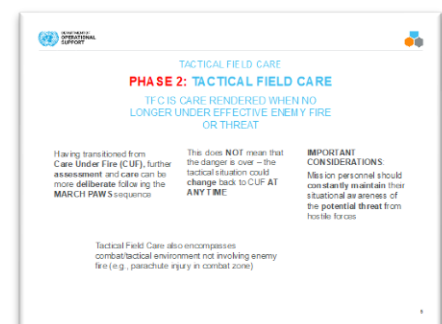 DEPARTMENT OF
OPERATIONAL
SUPPORT
TACTICAL FIELD CARE
PHASE 2: TACTICAL FIELD CARE
TFC IS CARE RENDERED WHEN NO
LONGER UNDER EFFECTIVE ENEMY FIRE
OR THREAT
Having transitioned from
Care Under Fire (CUF), further
assessment and care can be
more deliberate following the
MARCH PAWS sequence
This does NOT mean that
the danger is over – the
tactical situation could
change back to CUF AT
ANY TIME
IMPORTANT
CONSIDERATIONS:
Mission personnel should
constantly maintain their
situational awareness of
the potential threat from
hostile forces
Tactical Field Care also encompasses
combat/tactical environment not involving enemy
fire (e.g., parachute injury in combat zone)